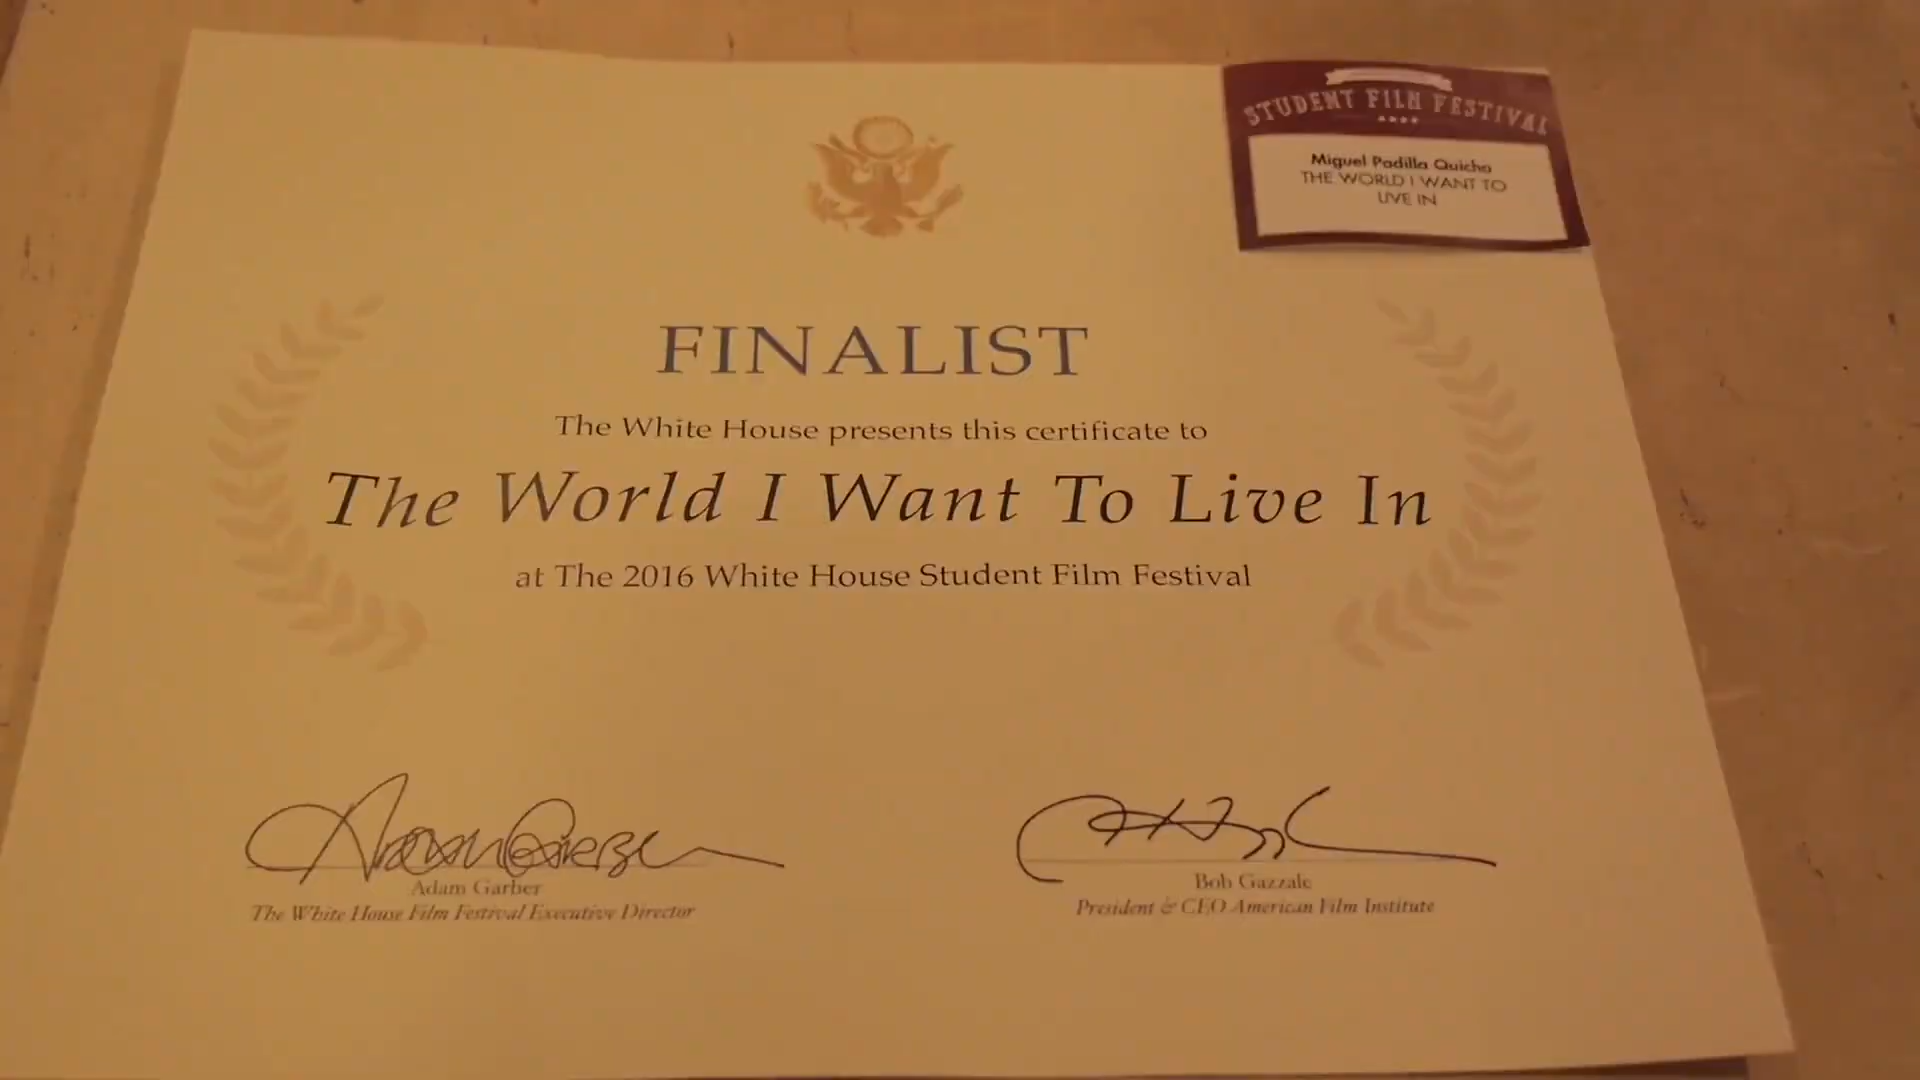 STUDENT FILM FESTIVAL
Miguel Padilla Quicho
THE WORLD I WANT TO
LIVE IN
FINALIST
The White House presents this certificate to
The World I Want To Live In
at The 2016 White House Student Film Festival
Adam Garber
The White House Film Festival Executive Director
Bob Gazzale
President & CEO American Film Institute